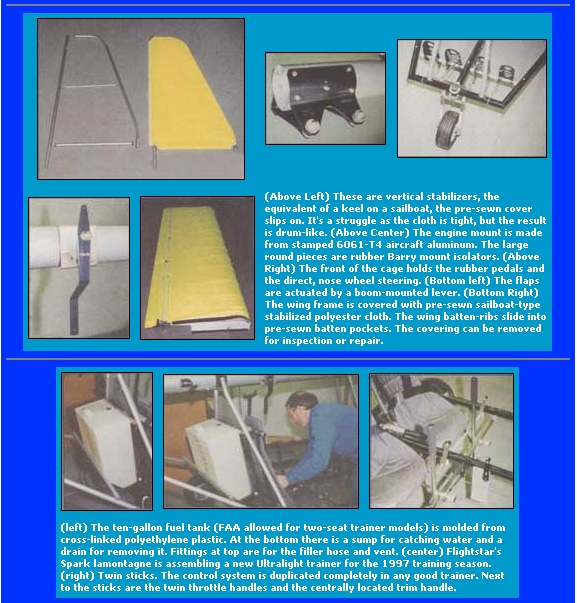 (Above Left) These are vertical stabilizers, the
equivalent of a keel on a sailboat, the pre-sewn cover
slips on. It's a struggle as the cloth is tight, but the result
is drum-like. (Above Center) The engine mount is made
from stamped 6061-T4 aircraft aluminum. The large
round pieces are rubber Barry mount isolators. (Above
Right) The front of the cage holds the rubber pedals and
the direct, nose wheel steering. (Bottom left) The flaps
are actuated by a boom-mounted lever. (Bottom Right)
The wing frame is covered with pre-sewn sailboat-type
stabilized polyester cloth. The wing batten-ribs slide into
pre-sewn batten pockets. The covering can be removed
for inspection or repair.
(left) The ten-gallon fuel tank (FAA allowed for two-seat trainer models) is molded from
cross-linked polyethylene plastic. At the bottom there is a sump for catching water and a
drain for removing it. Fittings at top are for the filler hose and vent. (center) Flightstar's
Spark lamontagne is assembling a new Ultralight trainer for the 1997 training season.
(right) Twin sticks. The control system is duplicated completely in any good trainer. Next
to the sticks are the twin throttle handles and the centrally located trim handle.